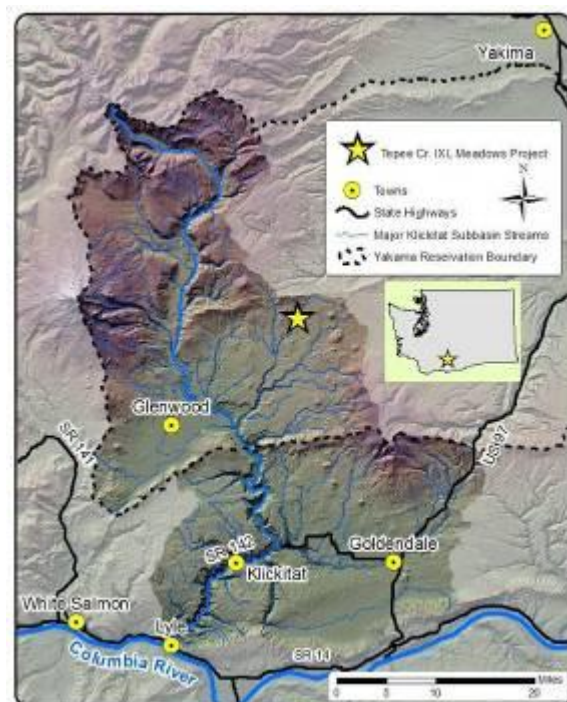 Yakima
Tepee Cr. IXL Meadows Project
N
Towns
State Highways
Major Klickitat Subbasin Streams
Yakama Reservation Boundary
Glenwood
SR 141
US 97
SR 142
Klickitat
Goldendale
White Salmon
Lyle
Columbia River
SR 14
Miles
0 5 10 20